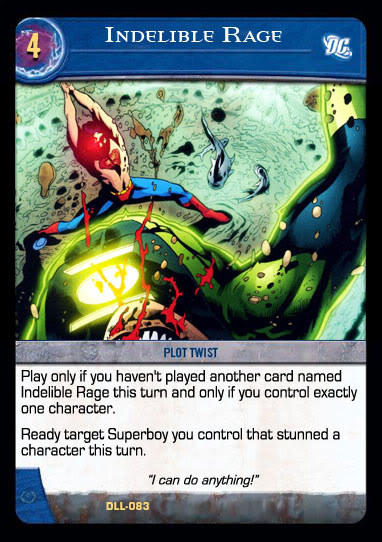 4
Indelible Rage
DC
PLOT TWIST
Play only if you haven't played another card named
Indelible Rage this turn and only if you control exactly
one character.
Ready target Superboy you control that stunned a
character this turn.
"I can do anything!"
DLL-083